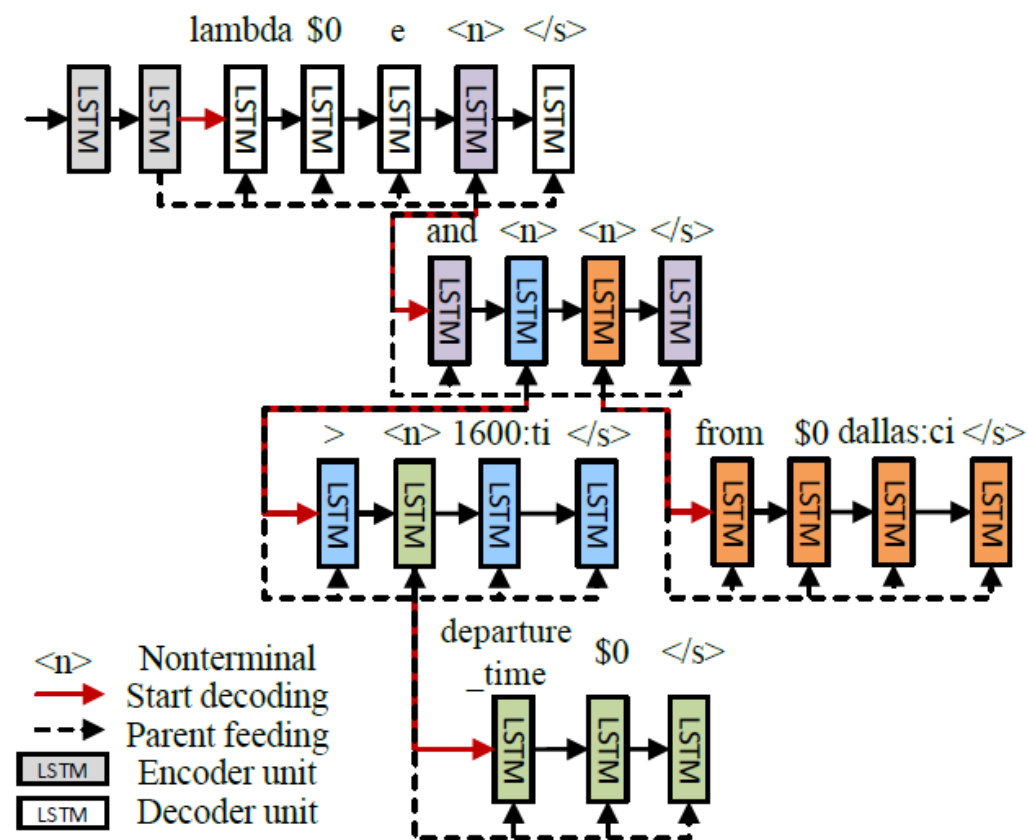 lambda $0 e <n> </s>
LSTM LSTM LSTM LSTM LSTM LSTM LSTM
and <n> <n> </s>
LSTM LSTM LSTM LSTM
> <n> 1600:ti </s> from $0 dallas:ci </s>
LSTM LSTM LSTM LSTM LSTM LSTM LSTM LSTM
departure
_time $0 </s>
LSTM LSTM LSTM
<n> Nonterminal
Start decoding
Parent feeding
LSTM Encoder unit
LSTM Decoder unit